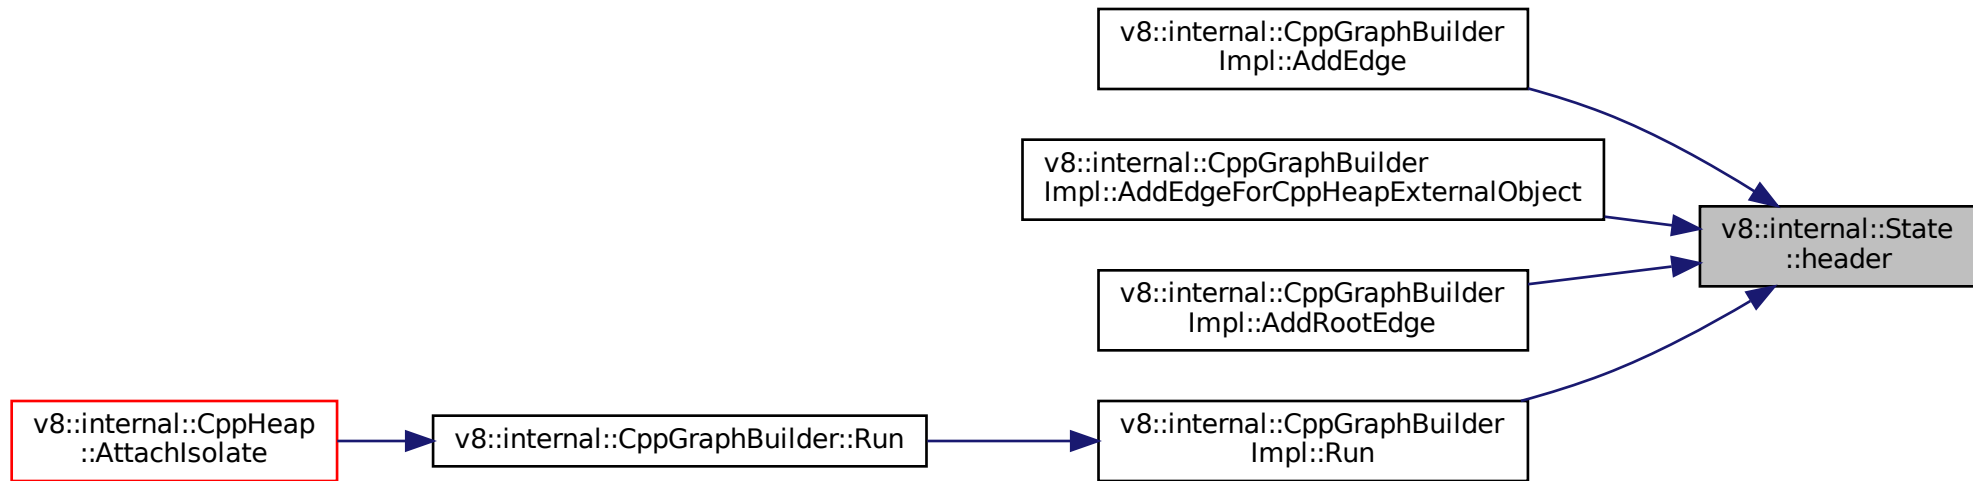 v8::internal::CppGraphBuilder
Impl::AddEdge
v8::internal::CppGraphBuilder
Impl::AddEdgeForCppHeapExternalObject
v8::internal::State
::header
v8::internal::CppGraphBuilder
Impl::AddRootEdge
v8::internal::CppHeap
::AttachIsolate
v8::internal::CppGraphBuilder::Run
v8::internal::CppGraphBuilder
Impl::Run